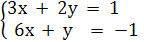 3x + 2y = 1
6x + y = −1